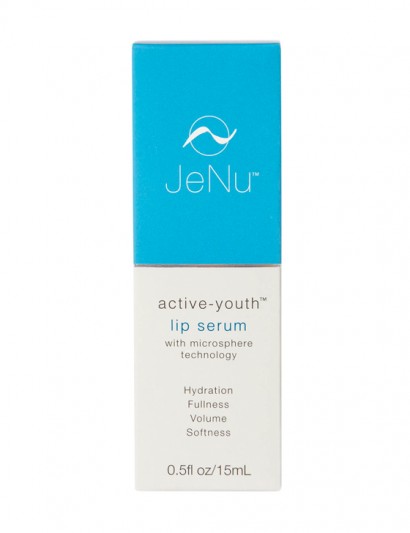 JeNu™
active-youth™
lip serum
with microsphere
technology
Hydration
Fullness
Volume
Softness
0.5fl oz/15mL